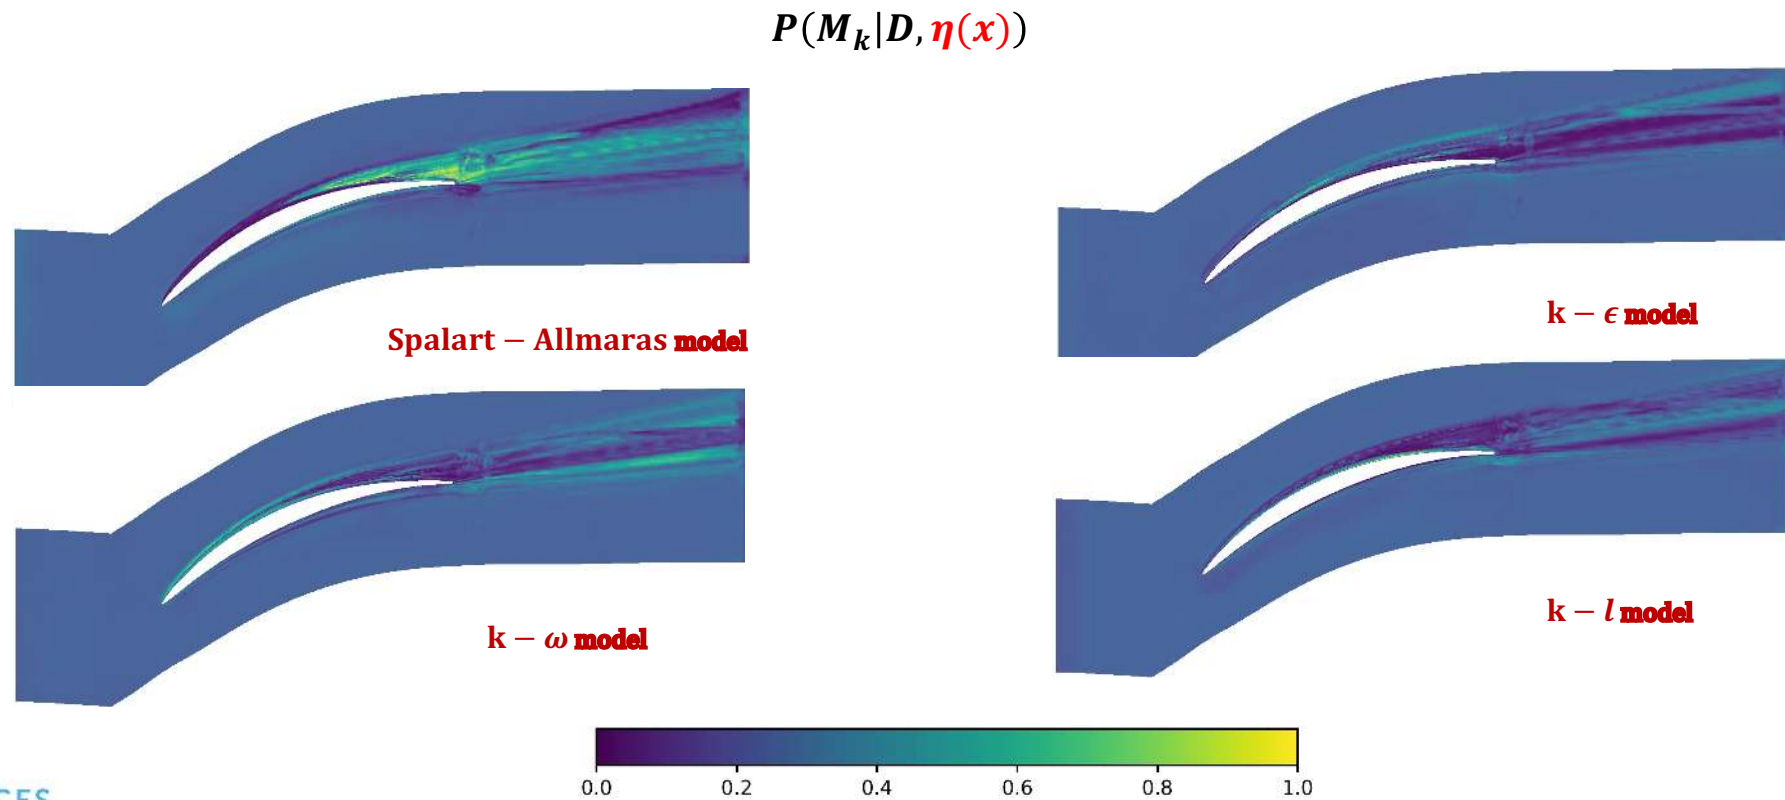 P(M_k|D, η(x))
Spalart − Allmaras model
k − ϵ model
k − ω model
k − l model
0.0 0.2 0.4 0.6 0.8 1.0